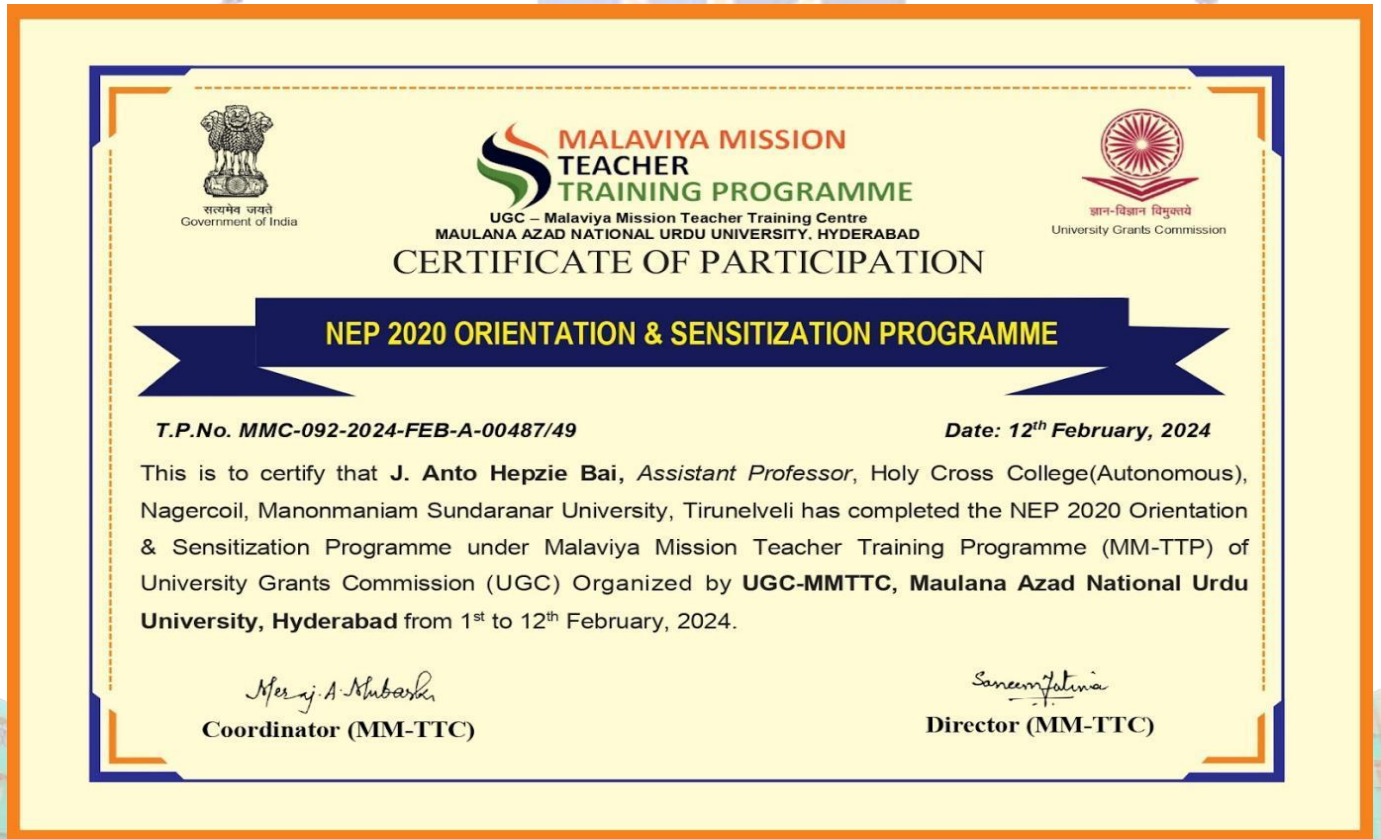 सत्यमेव जयते
Government of India
MALAVIYA MISSION
TEACHER
TRAINING PROGRAMME
UGC – Malaviya Mission Teacher Training Centre
MAULANA AZAD NATIONAL URDU UNIVERSITY, HYDERABAD
ज्ञान-विज्ञान विमुक्तये
University Grants Commission
CERTIFICATE OF PARTICIPATION
NEP 2020 ORIENTATION & SENSITIZATION PROGRAMME
T.P.No. MMC-092-2024-FEB-A-00487/49 Date: 12th February, 2024
This is to certify that J. Anto Hepzie Bai, Assistant Professor, Holy Cross College(Autonomous),
Nagercoil, Manonmaniam Sundaranar University, Tirunelveli has completed the NEP 2020 Orientation
& Sensitization Programme under Malaviya Mission Teacher Training Programme (MM-TTP) of
University Grants Commission (UGC) Organized by UGC-MMTTC, Maulana Azad National Urdu
University, Hyderabad from 1st to 12th February, 2024.
Coordinator (MM-TTC)
Director (MM-TTC)